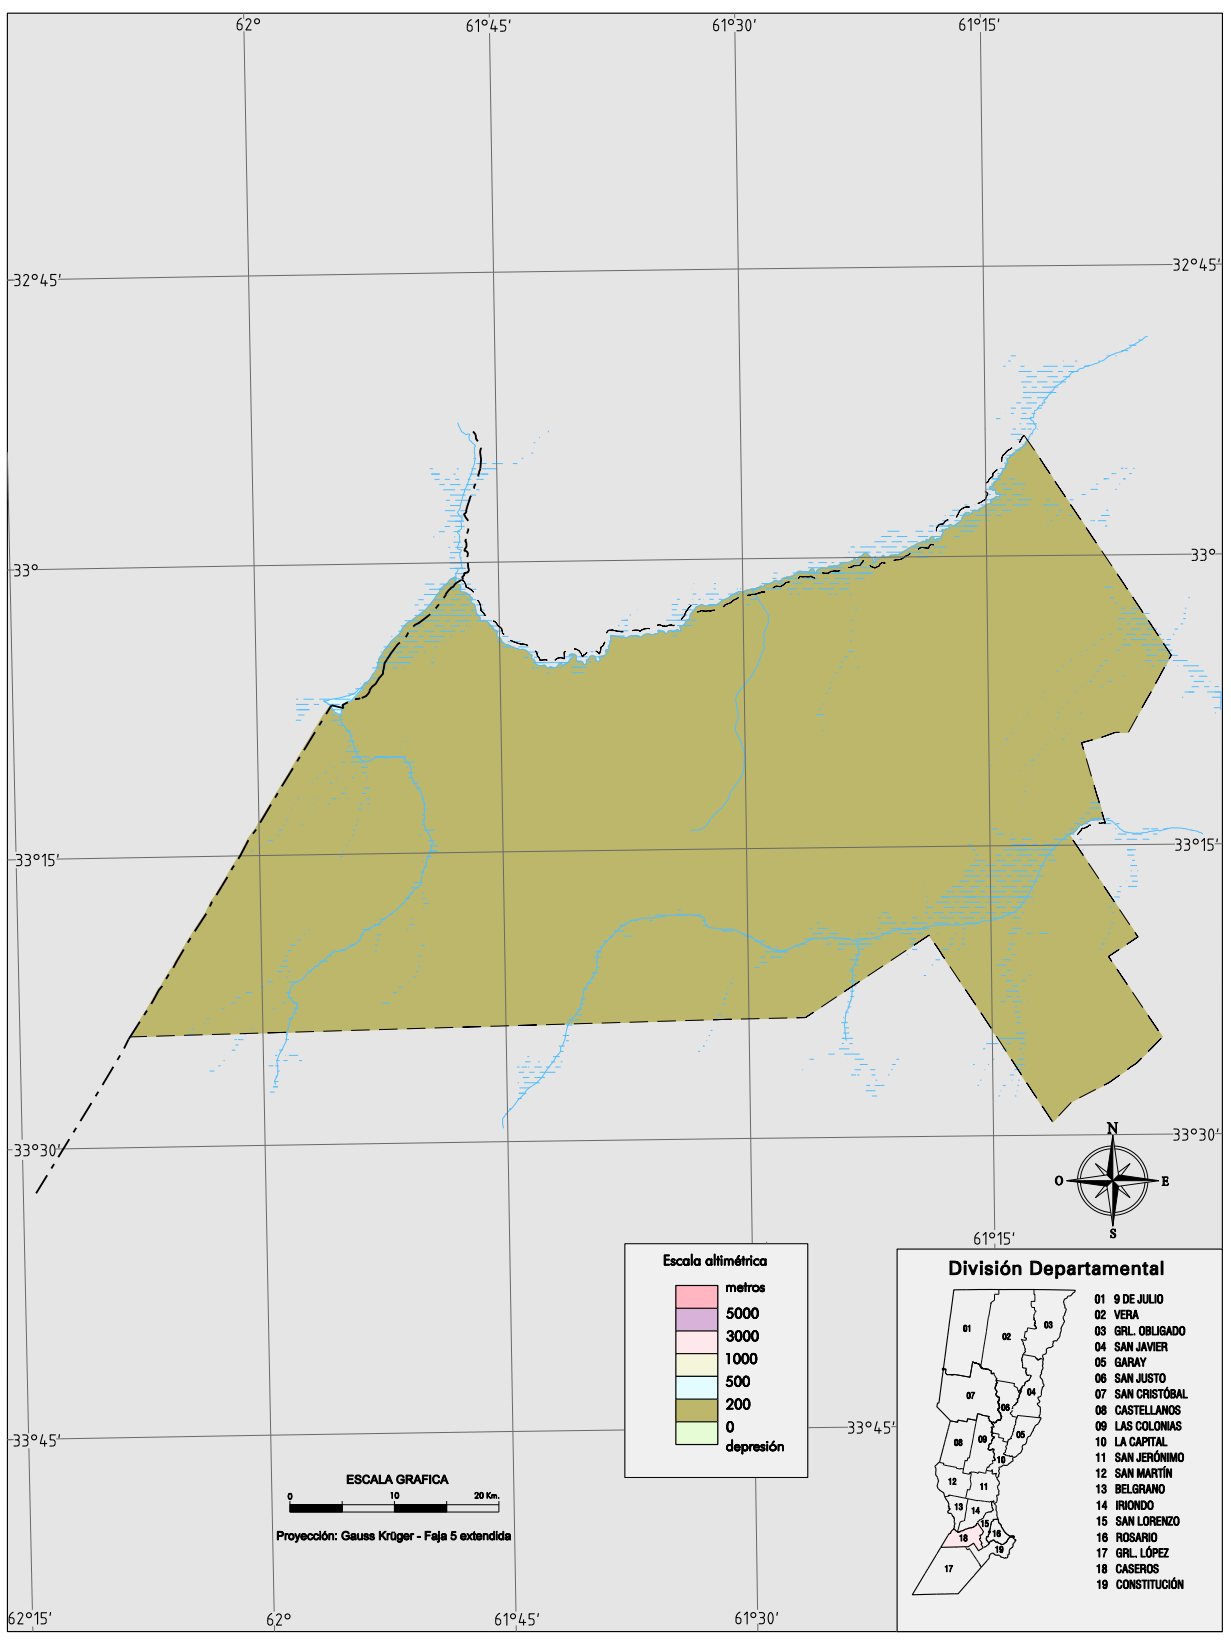 62°
61°45'
61°30'
61°15'
32°45'
32°45'
33°
33°
33°15'
33°15'
33°30'
33°30'
N
O
E
S
61°15'
33°45'
33°45'
Escala altimétrica
metros
5000
3000
1000
500
200
0
depresión
ESCALA GRAFICA
0 10 20 Km.
Proyección: Gauss Krüger - Faja 5 extendida
División Departamental
01
02
03
04
05
06
07
08
09
10
11
12
13
14
15
16
17
18
19
01 9 DE JULIO
02 VERA
03 GRL. OBLIGADO
04 SAN JAVIER
05 GARAY
06 SAN JUSTO
07 SAN CRISTÓBAL
08 CASTELLANOS
09 LAS COLONIAS
10 LA CAPITAL
11 SAN JERÓNIMO
12 SAN MARTÍN
13 BELGRANO
14 IRIONDO
15 SAN LORENZO
16 ROSARIO
17 GRL. LÓPEZ
18 CASEROS
19 CONSTITUCIÓN
62°15'
62°
61°45'
61°30'